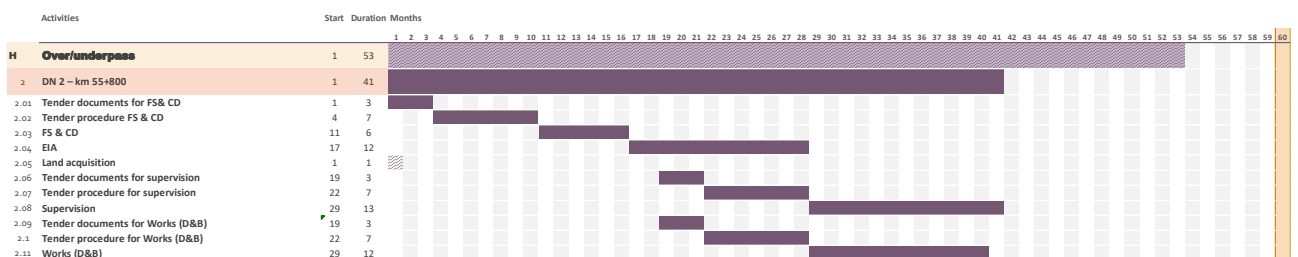 Activities Start Duration Months
1 2 3 4 5 6 7 8 9 10 11 12 13 14 15 16 17 18 19 20 21 22 23 24 25 26 27 28 29 30 31 32 33 34 35 36 37 38 39 40 41 42 43 44 45 46 47 48 49 50 51 52 53 54 55 56 57 58 59 60
H Over/underpass 1 53
2 DN 2 – km 55+800 1 41
2.01 Tender documents for FS& CD 1 3
2.02 Tender procedure FS & CD 4 7
2.03 FS & CD 11 6
2.04 EIA 17 12
2.05 Land acquisition 1 1
2.06 Tender documents for supervision 19 3
2.07 Tender procedure for supervision 22 7
2.08 Supervision 29 13
2.09 Tender documents for Works (D&B) 19 3
2.1 Tender procedure for Works (D&B) 22 7
2.11 Works (D&B) 29 12